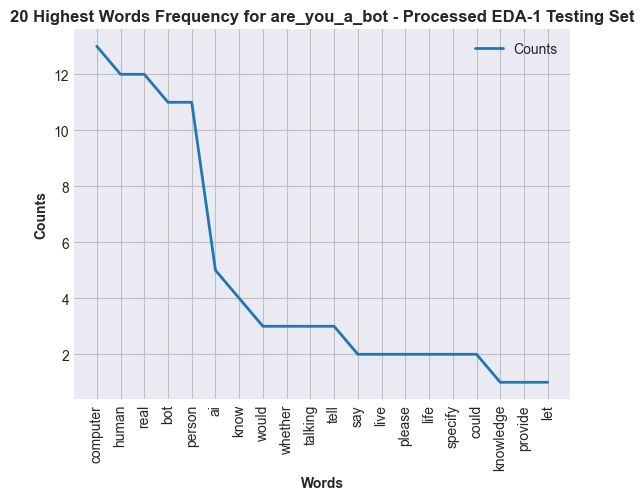 20 Highest Words Frequency for are_you_a_bot - Processed EDA-1 Testing Set
Counts
12
10
8
6
4
2
Counts
computer
human
real
bot
person
ai
know
would
whether
talking
tell
say
live
please
life
specify
could
knowledge
provide
let
Words